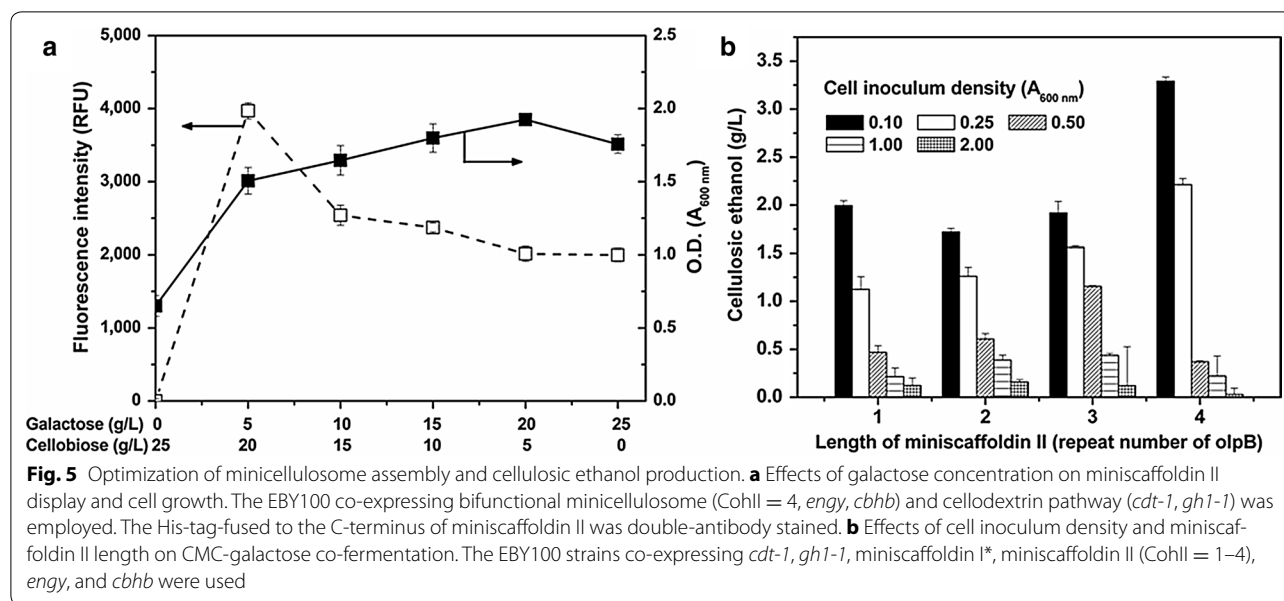 a
5,000
4,000
3,000
2,000
1,000
0
Fluorescence intensity (RFU)
2.5
2.0
1.5
1.0
0.5
0.0
O.D. (A600 nm)
Galactose (g/L) 0 5 10 15 20 25
Cellobiose (g/L) 25 20 15 10 5 0
b
3.5
3.0
2.5
2.0
1.5
1.0
0.5
0.0
Cellulosic ethanol (g/L)
Cell inoculum density (A600 nm)
0.10 0.25 0.50
1.00 2.00
1 2 3 4
Length of miniscaffoldin II (repeat number of olpB)
Fig. 5 Optimization of minicellulosome assembly and cellulosic ethanol production. a Effects of galactose concentration on miniscaffoldin II
display and cell growth. The EBY100 co-expressing bifunctional minicellulosome (CohII = 4, engy, cbhb) and cellodextrin pathway (cdt-1, gh1-1) was
employed. The His-tag-fused to the C-terminus of miniscaffoldin II was double-antibody stained. b Effects of cell inoculum density and miniscaf-
foldin II length on CMC-galactose co-fermentation. The EBY100 strains co-expressing cdt-1, gh1-1, miniscaffoldin I*, miniscaffoldin II (CohII = 1–4),
engy, and cbhb were used